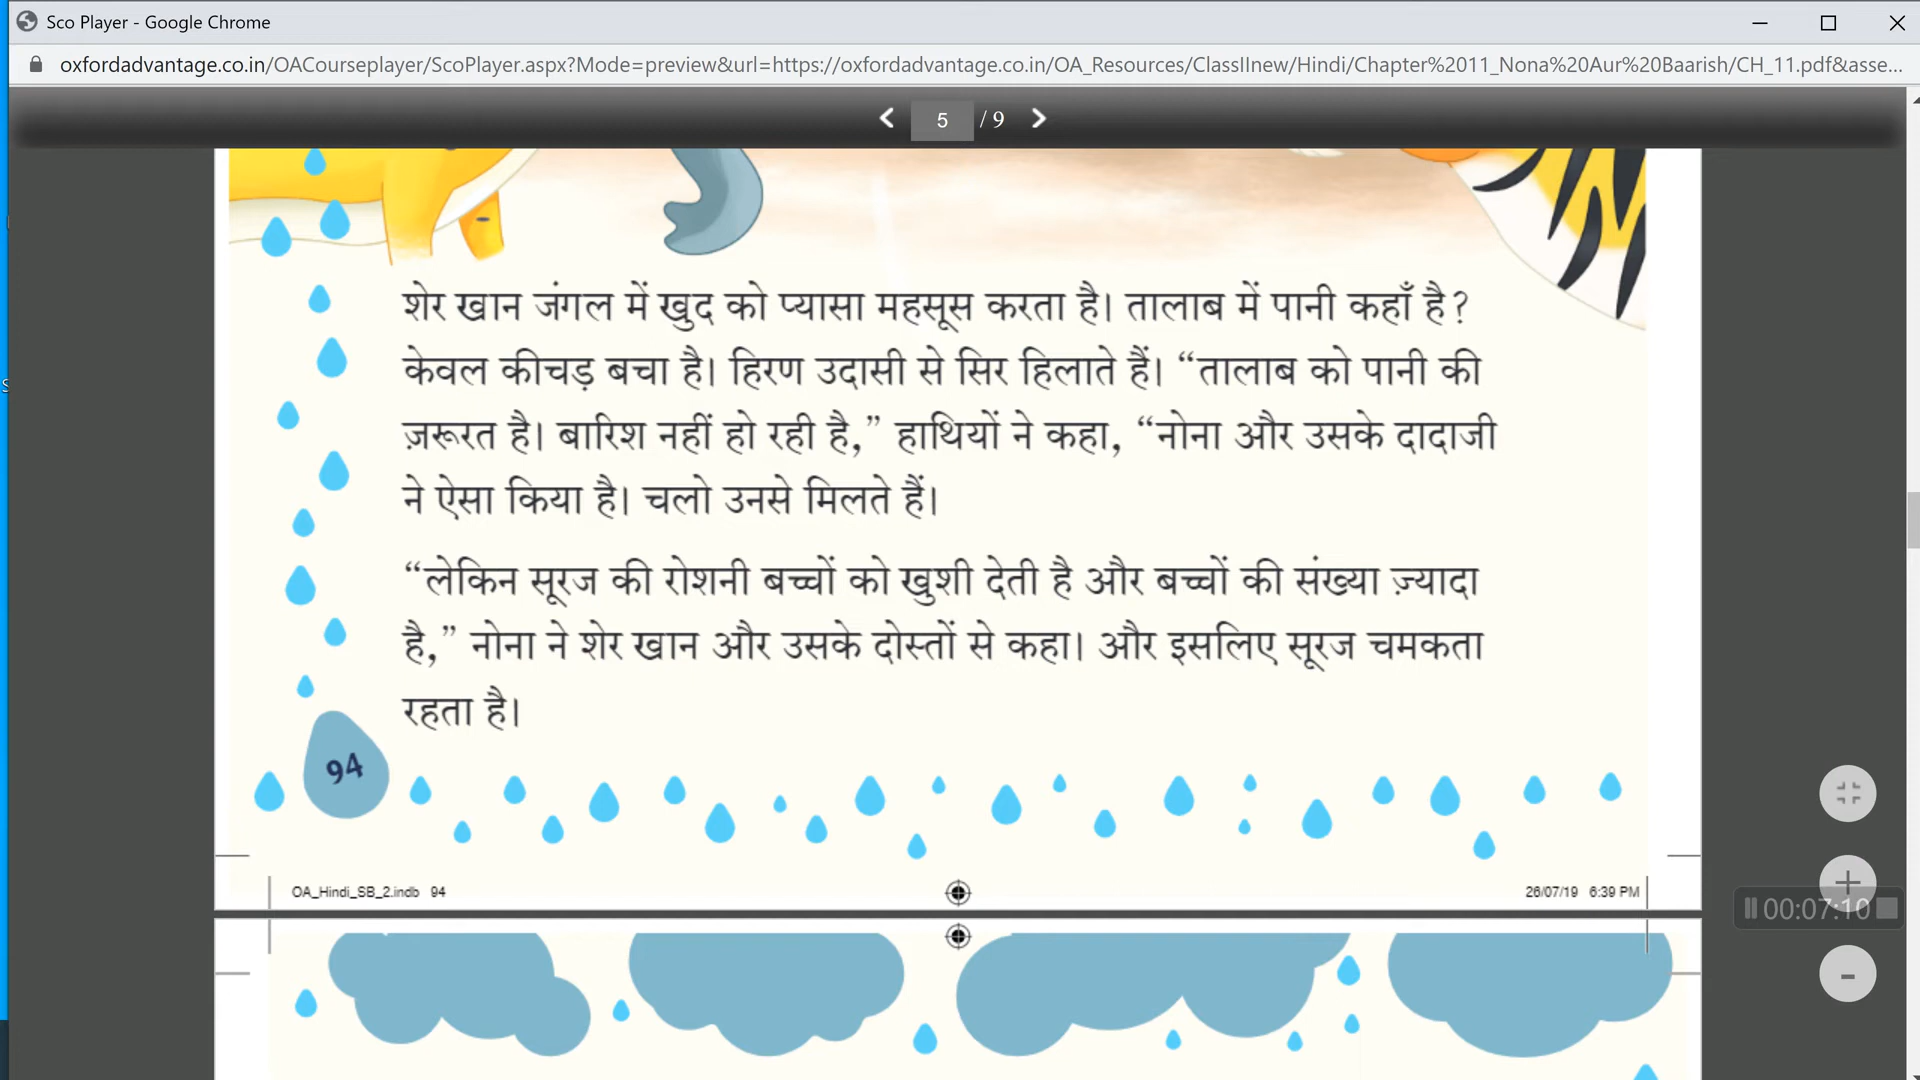 Sco Player - Google Chrome
oxfordadvantage.co.in/OACourseplayer/ScoPlayer.aspx?Mode=preview&url=https://oxfordadvantage.co.in/OA_Resources/ClassIInew/Hindi/Chapter%2011_Nona%20Aur%20Baarish/CH_11.pdf&asse...
5 / 9
शेर खान जंगल में खुद को प्यासा महसूस करता है। तालाब में पानी कहाँ है?
केवल कीचड़ बचा है। हिरण उदासी से सिर हिलाते हैं। “तालाब को पानी की
ज़रूरत है। बारिश नहीं हो रही है,” हाथियों ने कहा, “नोना और उसके दादाजी
ने ऐसा किया है। चलो उनसे मिलते हैं।
“लेकिन सूरज की रोशनी बच्चों को खुशी देती है और बच्चों की संख्या ज़्यादा
है,” नोना ने शेर खान और उसके दोस्तों से कहा। और इसलिए सूरज चमकता
रहता है।
94
OA_Hindi_SB_2.indb 94
26/07/19 6:39 PM
00:07:10